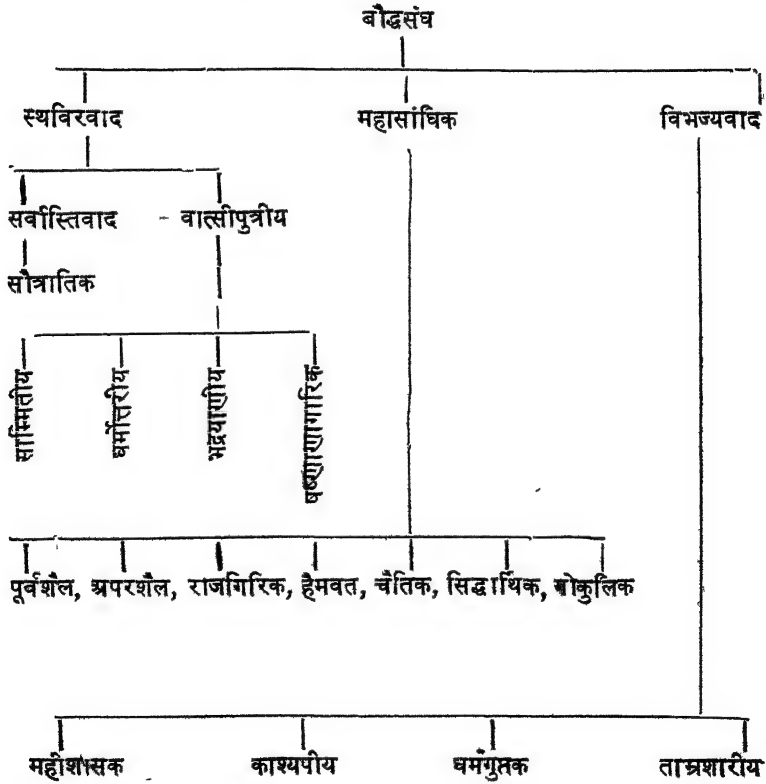 बौद्धसंघ
स्थविरवाद महासांघिक विभज्यवाद
सर्वास्तिवाद - वात्सीपुत्रीय
सौत्रातिक
साम्मितीय धर्मोत्तरीय भद्रयाणीय षण्णागारिक
पूर्वशैल, अपरशैल, राजगिरिक, हैमवत, चैतिक, सिद्धार्थिक, गोकुलिक
महीशासक काश्यपीय धर्मगुप्तक ताम्रशारीय